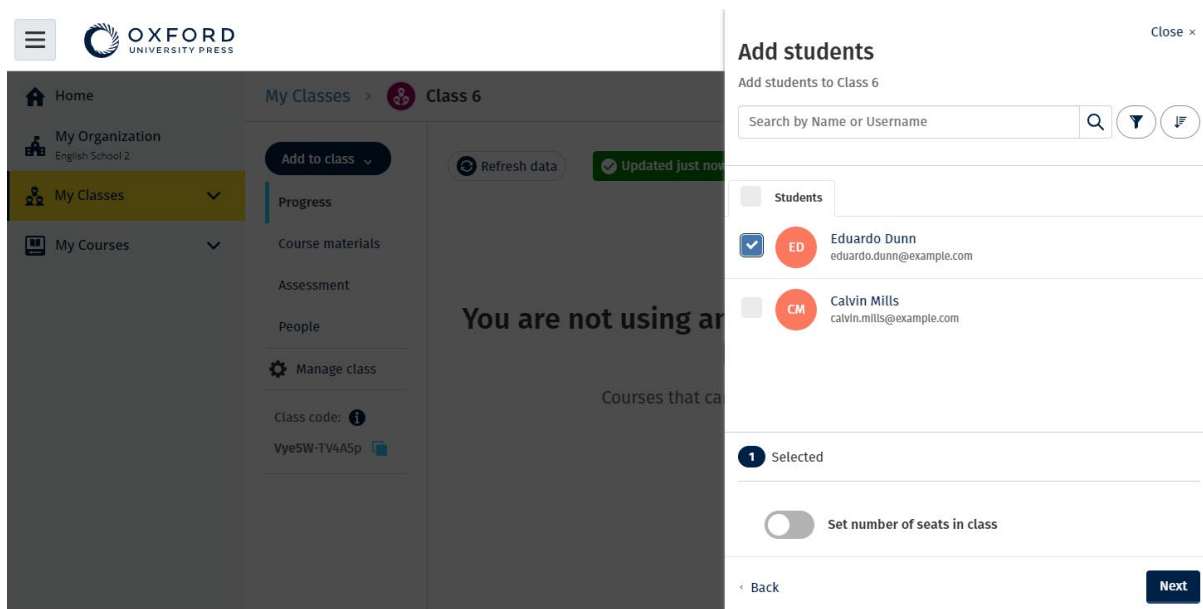 OXFORD
UNIVERSITY PRESS
Home
My Organization
English School 2
My Classes
My Courses
My Classes > Class 6
Add to class
Progress
Course materials
Assessment
People
Manage class
Class code:
Vye5W-TV4A5p
Refresh data
Updated just now
You are not using
Courses that
Close ×
Add students
Add students to Class 6
Search by Name or Username
Students
ED
Eduardo Dunn
eduardo.dunn@example.com
CM
Calvin Mills
calvin.mills@example.com
1 Selected
Set number of seats in class
‹ Back
Next